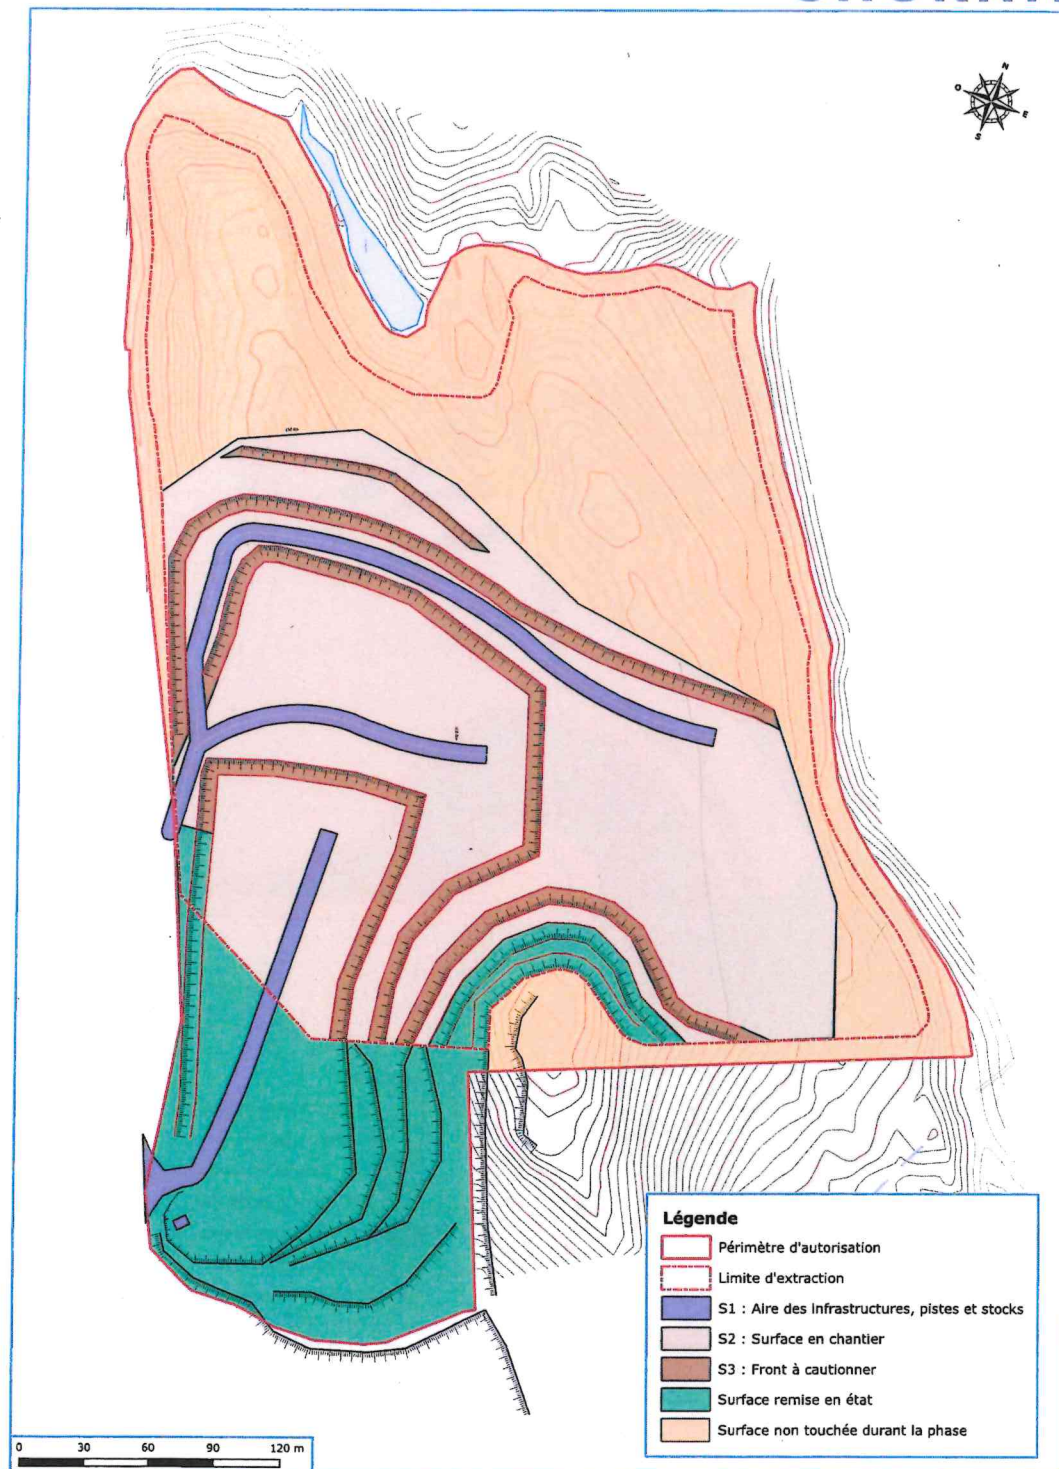 N
O
E
S
Légende
Périmètre d'autorisation
Limite d'extraction
S1 : Aire des infrastructures, pistes et stocks
S2 : Surface en chantier
S3 : Front à cautionner
Surface remise en état
Surface non touchée durant la phase
0 30 60 90 120 m